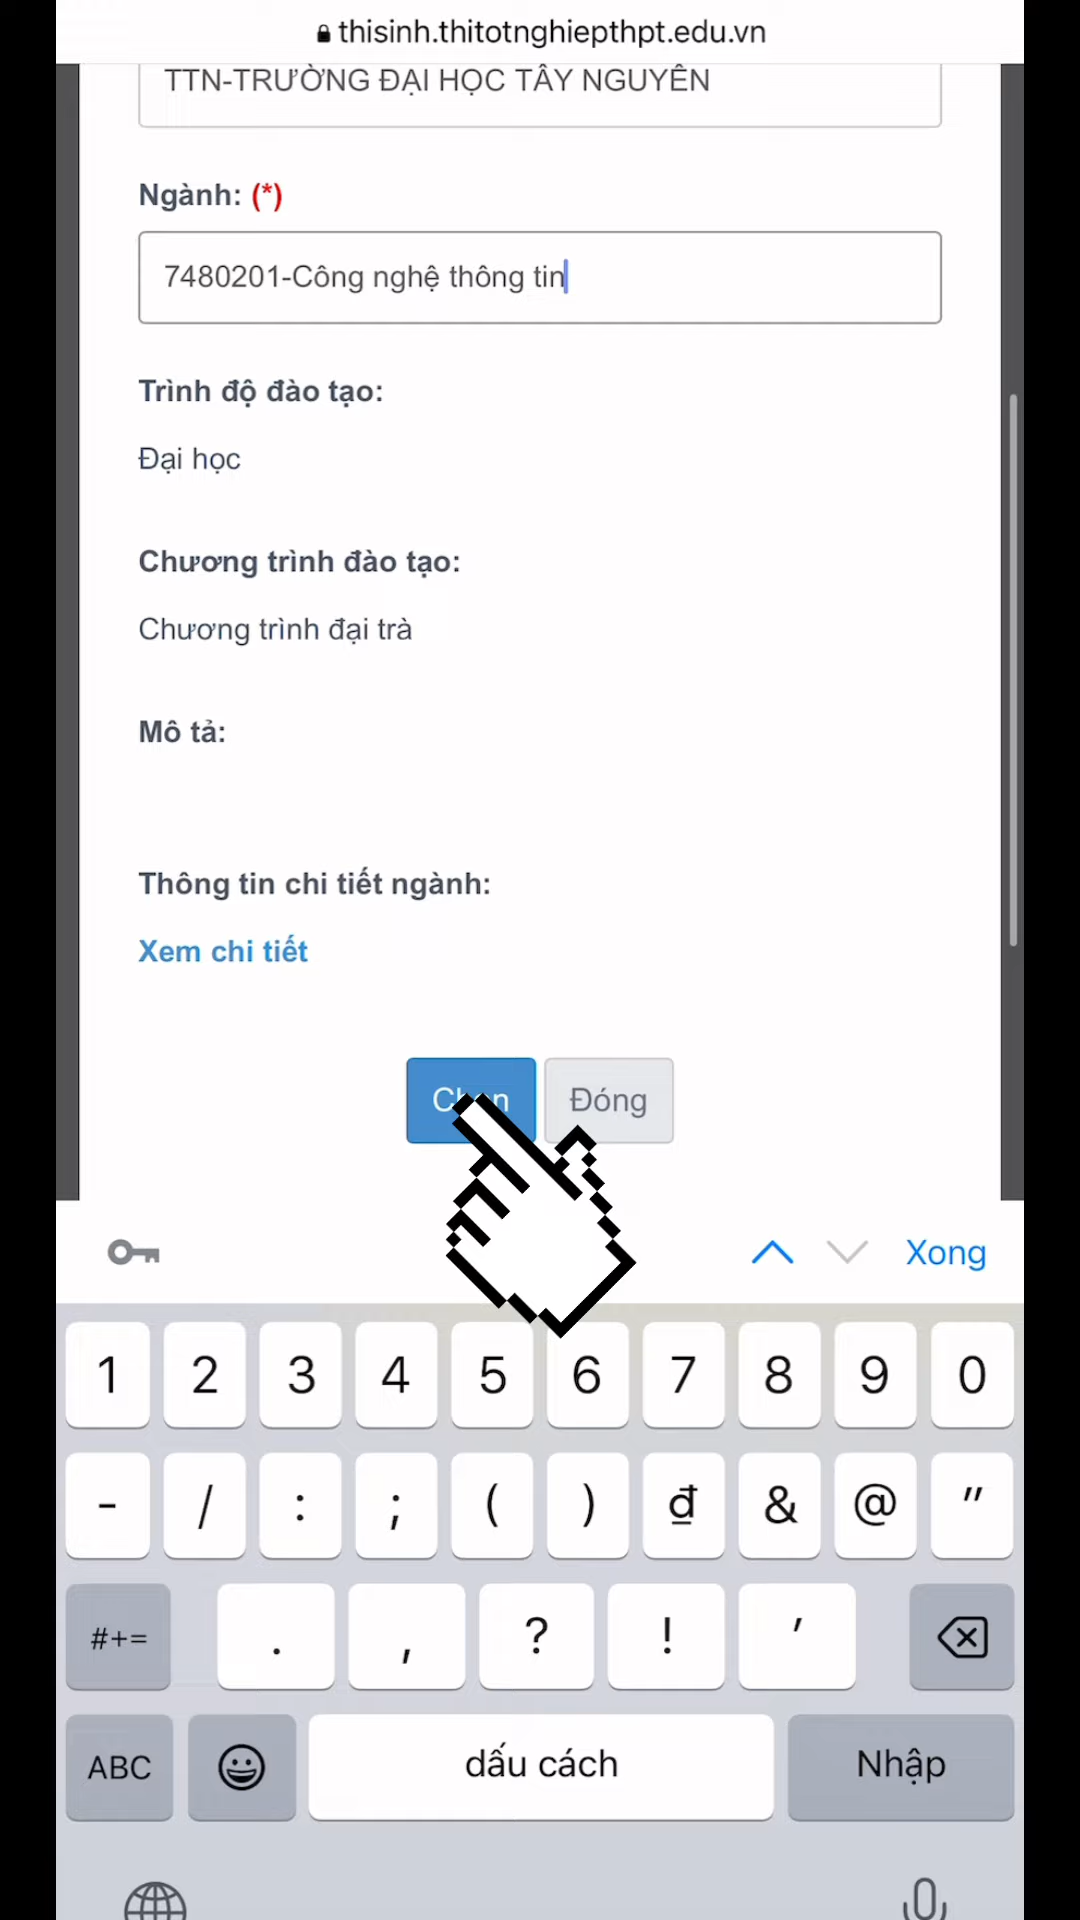 thisinh.thitotnghiepthpt.edu.vn
TTN-TRƯỜNG ĐẠI HỌC TÂY NGUYÊN
Ngành: (*)
7480201-Công nghệ thông tin
Trình độ đào tạo:
Đại học
Chương trình đào tạo:
Chương trình đại trà
Mô tả:
Thông tin chi tiết ngành:
Xem chi tiết
Chọn Đóng
Xong
1 2 3 4 5 6 7 8 9 0
- / : ; ( ) ₫ & @ "
#+= . , ? ! '
ABC dấu cách Nhập